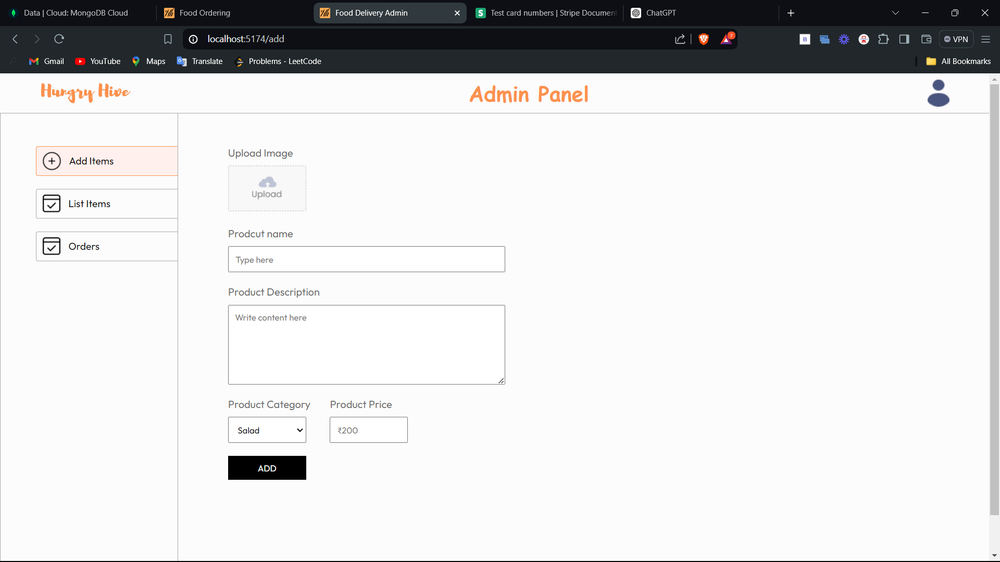 Data | Cloud: MongoDB Cloud
Food Ordering
Food Delivery Admin
Test card numbers | Stripe Document
ChatGPT
localhost:5174/add
7
B
VPN
Gmail
YouTube
Maps
Translate
Problems - LeetCode
All Bookmarks
Hungry Hive
Admin Panel
Add Items
List Items
Orders
Upload Image
Upload
Prodcut name
Type here
Product Description
Write content here
Product Category
Product Price
Salad
₹200
ADD